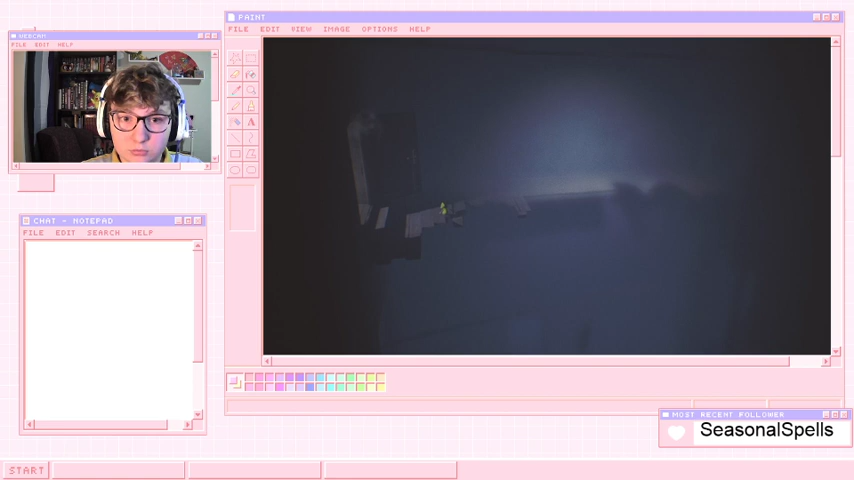 PAINT
FILE EDIT VIEW IMAGE OPTIONS HELP
WEBCAM
FILE EDIT HELP
A
CHAT - NOTEPAD
FILE EDIT SEARCH HELP
MOST RECENT FOLLOWER
SeasonalSpells
START